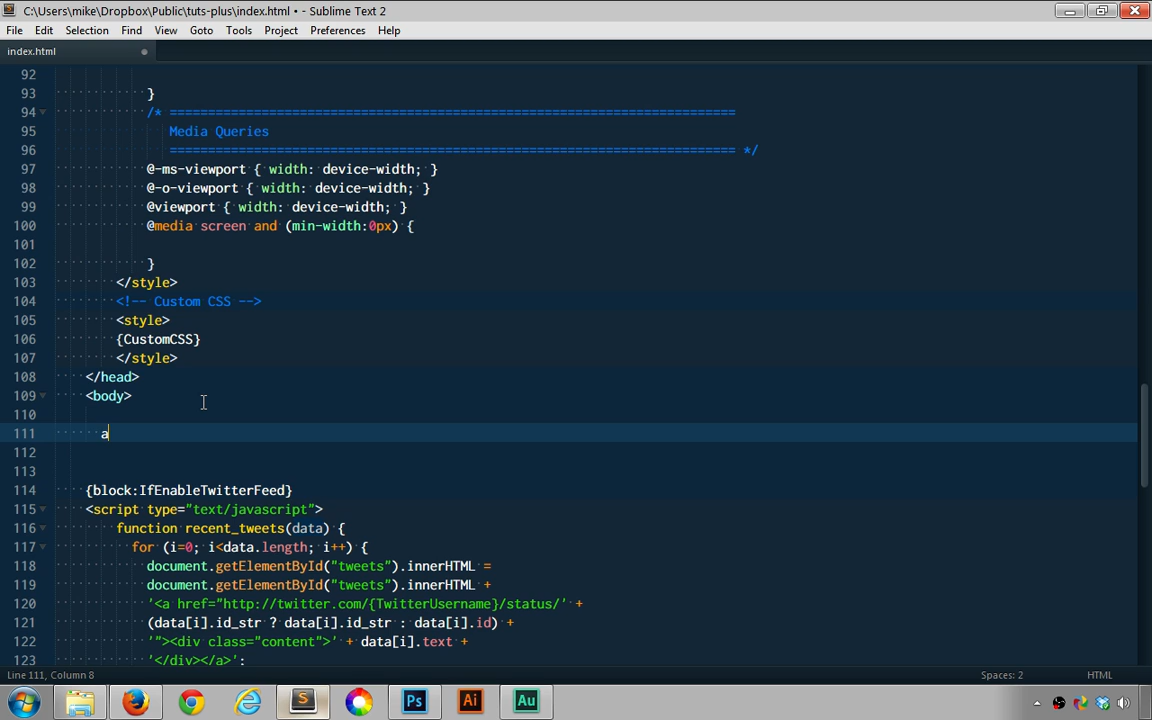 C:\Users\mike\Dropbox\Public\tuts-plus\index.html • - Sublime Text 2
File Edit Selection Find View Goto Tools Project Preferences Help
index.html
92
93 }
94 /* ==========================================================================
95 Media Queries
96 ========================================================================== */
97 @-ms-viewport { width: device-width; }
98 @-o-viewport { width: device-width; }
99 @viewport { width: device-width; }
100 @media screen and (min-width:0px) {
101
102 }
103 </style>
104 <!-- Custom CSS -->
105 <style>
106 {CustomCSS}
107 </style>
108 </head>
109 <body>
110
111 a
112
113
114 {block:IfEnableTwitterFeed}
115 <script type="text/javascript">
116 function recent_tweets(data) {
117 for (i=0; i<data.length; i++) {
118 document.getElementById("tweets").innerHTML =
119 document.getElementById("tweets").innerHTML +
120 '<a href="http://twitter.com/{TwitterUsername}/status/' +
121 (data[i].id_str ? data[i].id_str : data[i].id) +
122 '"><div class="content">' + data[i].text +
123 '</div></a>';
Line 111, Column 8 Spaces: 2 HTML
Ps Ai Au